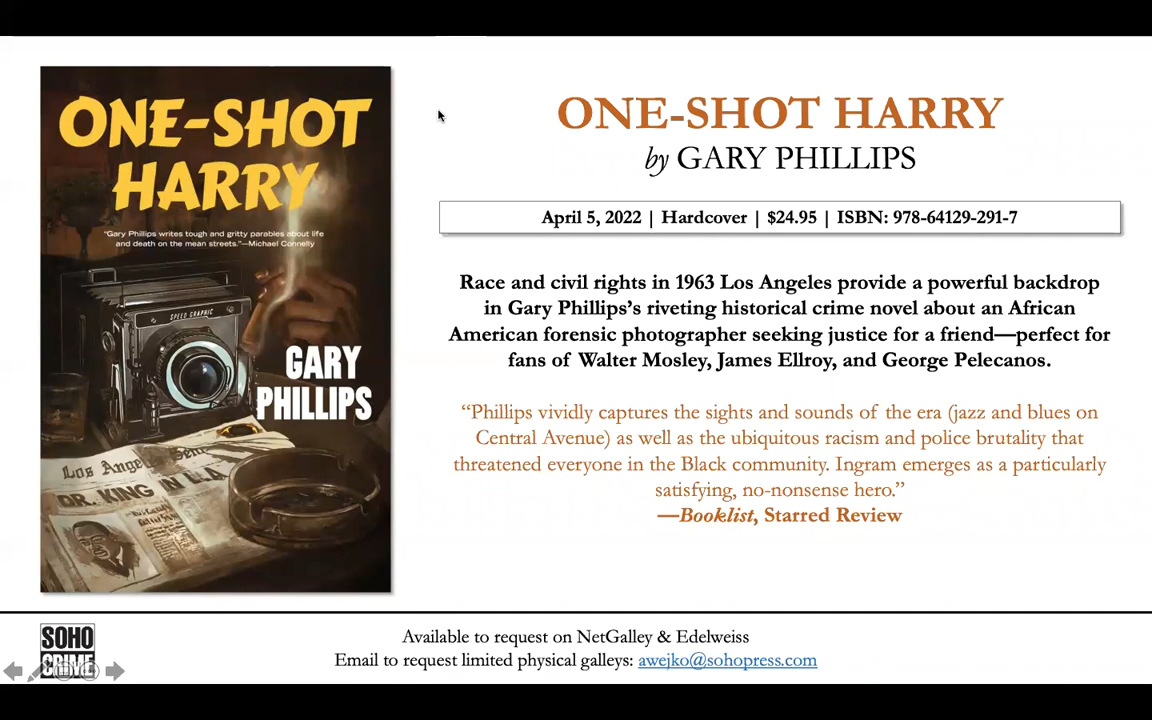 ONE-SHOT
HARRY
"Gary Phillips writes tough and gritty parables about life
and death on the mean streets."—Michael Connelly
SPEED GRAPHIC
GARY
PHILLIPS
Los Ange
Sen
DR. KING IN L.A.
ONE-SHOT HARRY
by GARY PHILLIPS
April 5, 2022 | Hardcover | $24.95 | ISBN: 978-64129-291-7
Race and civil rights in 1963 Los Angeles provide a powerful backdrop
in Gary Phillips's riveting historical crime novel about an African
American forensic photographer seeking justice for a friend—perfect for
fans of Walter Mosley, James Ellroy, and George Pelecanos.
“Phillips vividly captures the sights and sounds of the era (jazz and blues on
Central Avenue) as well as the ubiquitous racism and police brutality that
threatened everyone in the Black community. Ingram emerges as a particularly
satisfying, no-nonsense hero.”
—Booklist, Starred Review
SOHO
CRIME
Available to request on NetGalley & Edelweiss
Email to request limited physical galleys: awejko@sohopress.com